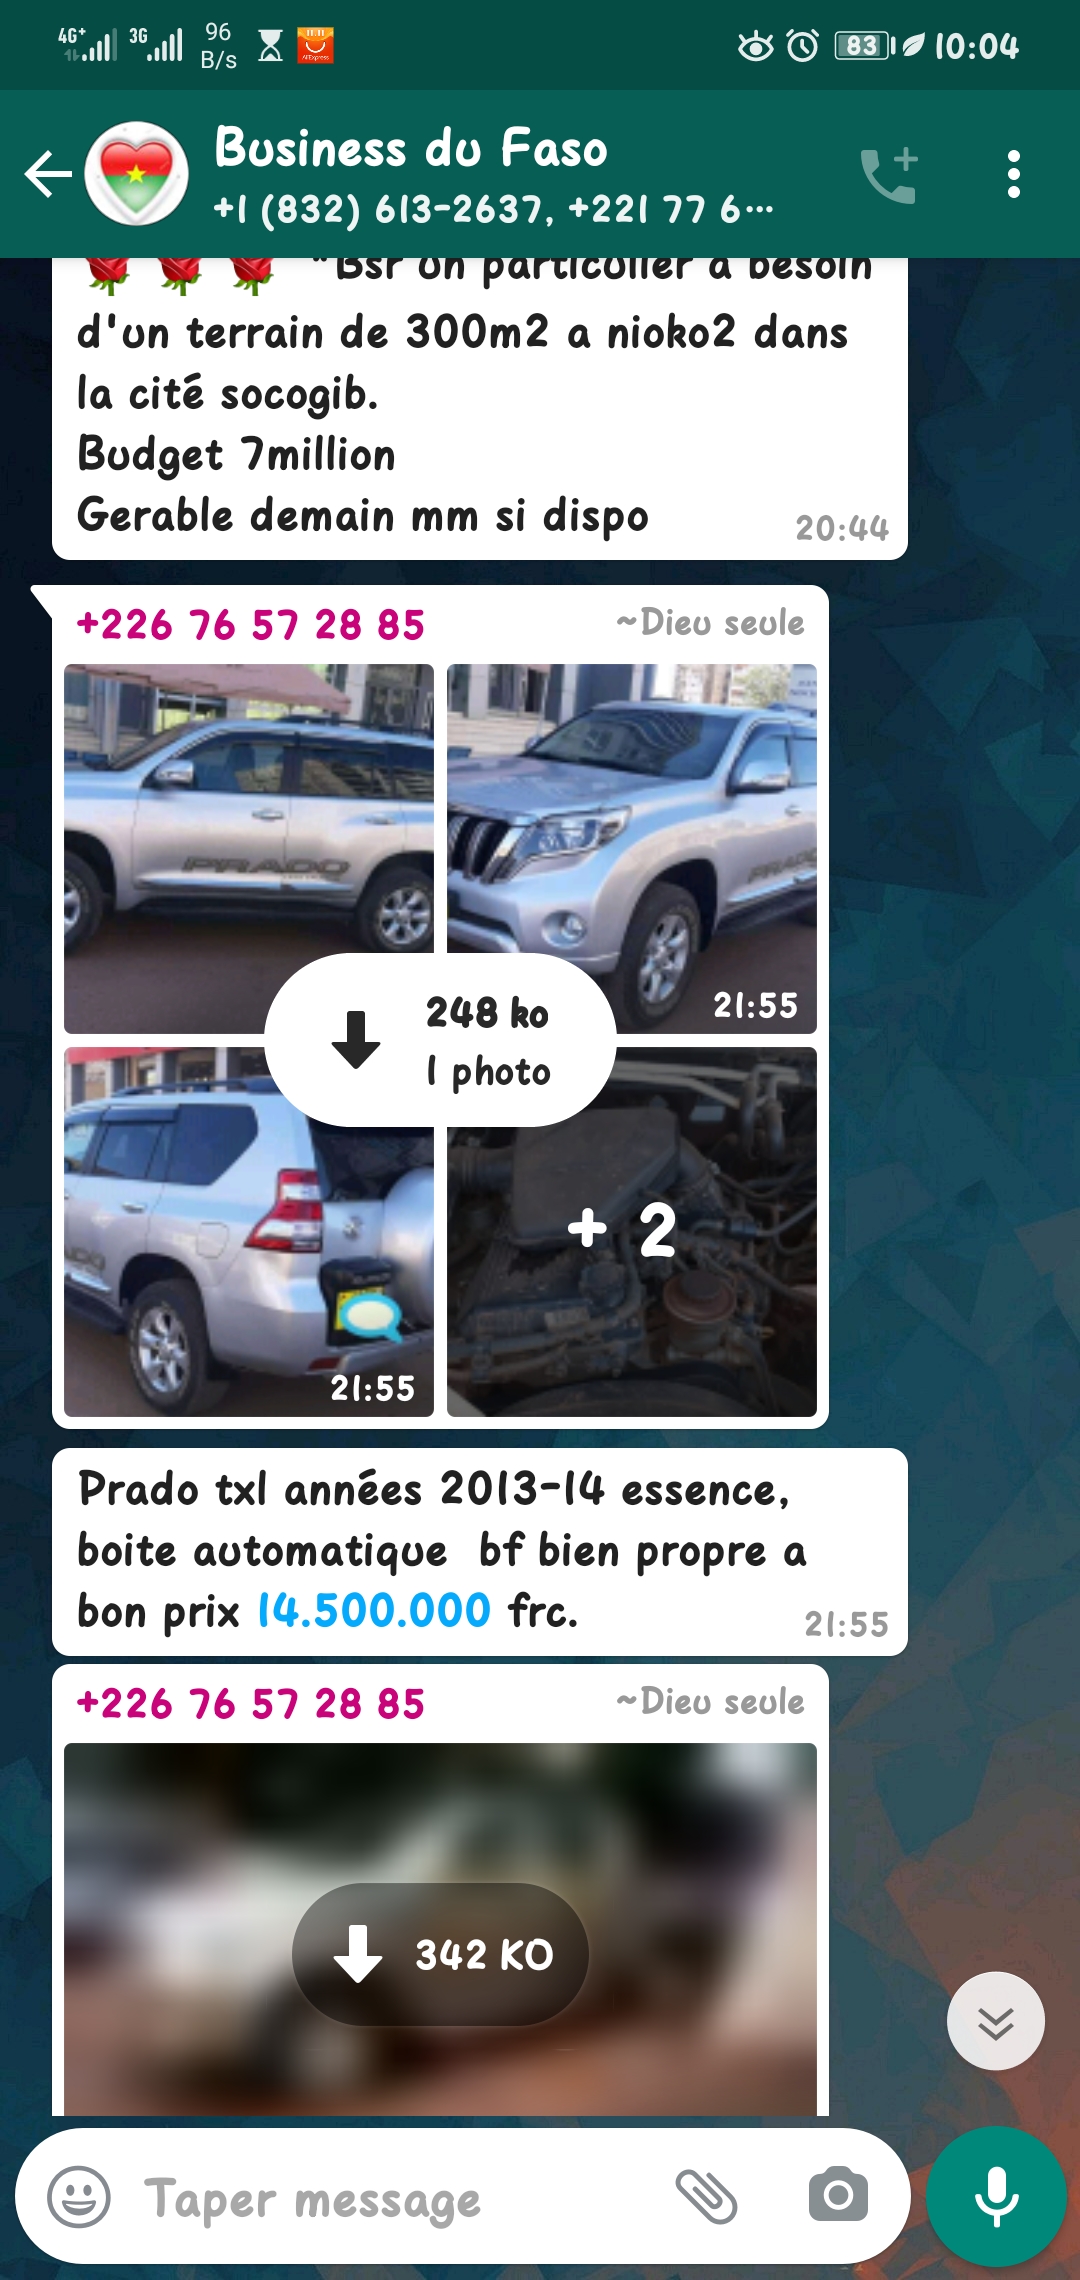 4G+ 3G 96 B/s 83 10:04
Business du Faso
+1 (832) 613-2637, +221 77 6...
"Bsr un particulier a besoin
d'un terrain de 300m2 a nioko2 dans
la cité socogib.
Budget 7million
Gerable demain mm si dispo 20:44
+226 76 57 28 85 ~Dieu seule
PRADO
PRADO
21:55
248 ko
1 photo
+ 2
21:55
Prado txl années 2013-14 essence,
boite automatique bf bien propre a
bon prix 14.500.000 frc. 21:55
+226 76 57 28 85 ~Dieu seule
342 KO
Taper message